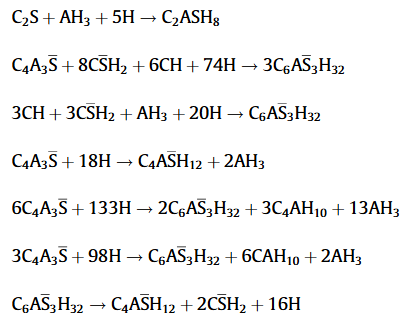 C₂S + AH₃ + 5H → C₂ASH₈
C₄A₃S̅ + 8CS̅H₂ + 6CH + 74H → 3C₆AS̅₃H₃₂
3CH + 3CS̅H₂ + AH₃ + 20H → C₆AS̅₃H₃₂
C₄A₃S̅ + 18H → C₄AS̅H₁₂ + 2AH₃
6C₄A₃S̅ + 133H → 2C₆AS̅₃H₃₂ + 3C₄AH₁₀ + 13AH₃
3C₄A₃S̅ + 98H → C₆AS̅₃H₃₂ + 6CAH₁₀ + 2AH₃
C₆AS̅₃H₃₂ → C₄AS̅H₁₂ + 2CS̅H₂ + 16H